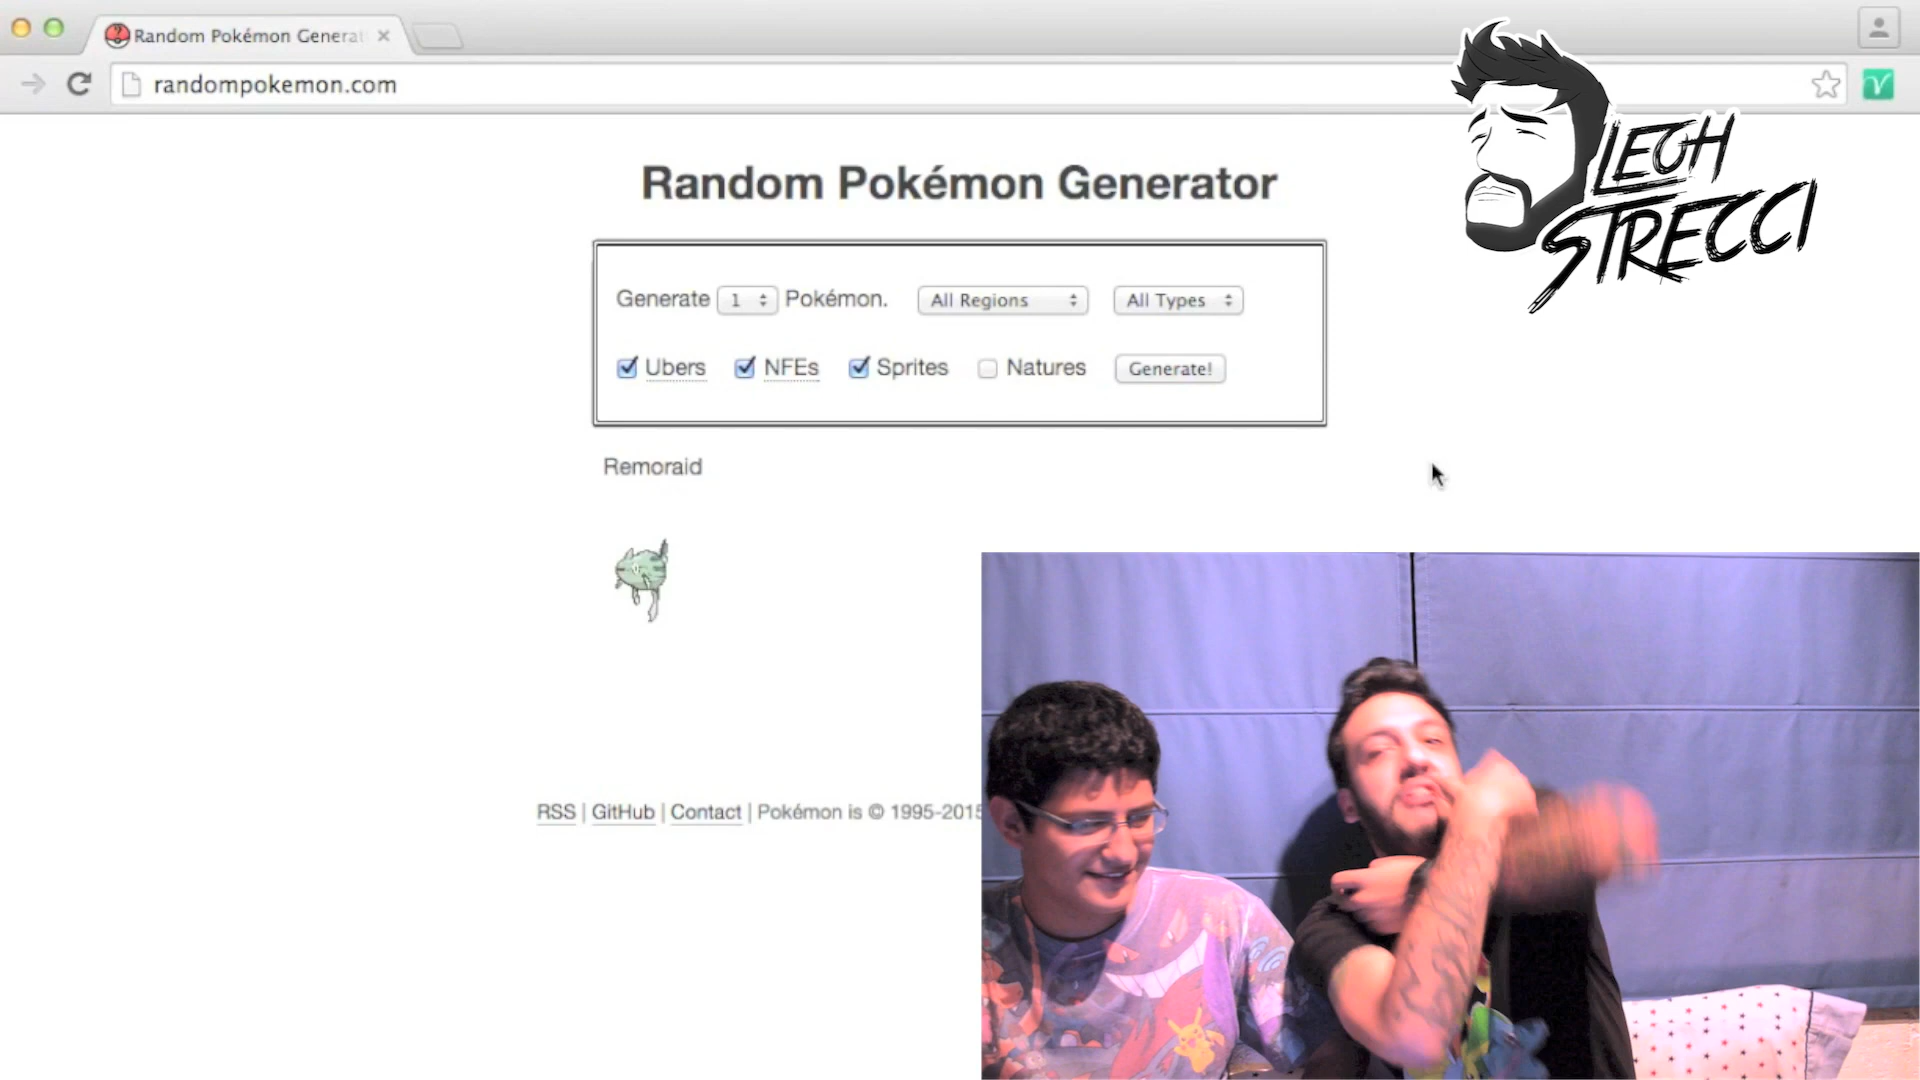 Random Pokémon Generat
randompokemon.com
LEOH
STRECCI
Random Pokémon Generator
Generate 1 Pokémon. All Regions All Types
Ubers NFEs Sprites Natures Generate!
Remoraid
RSS | GitHub | Contact | Pokémon is © 1995-2015